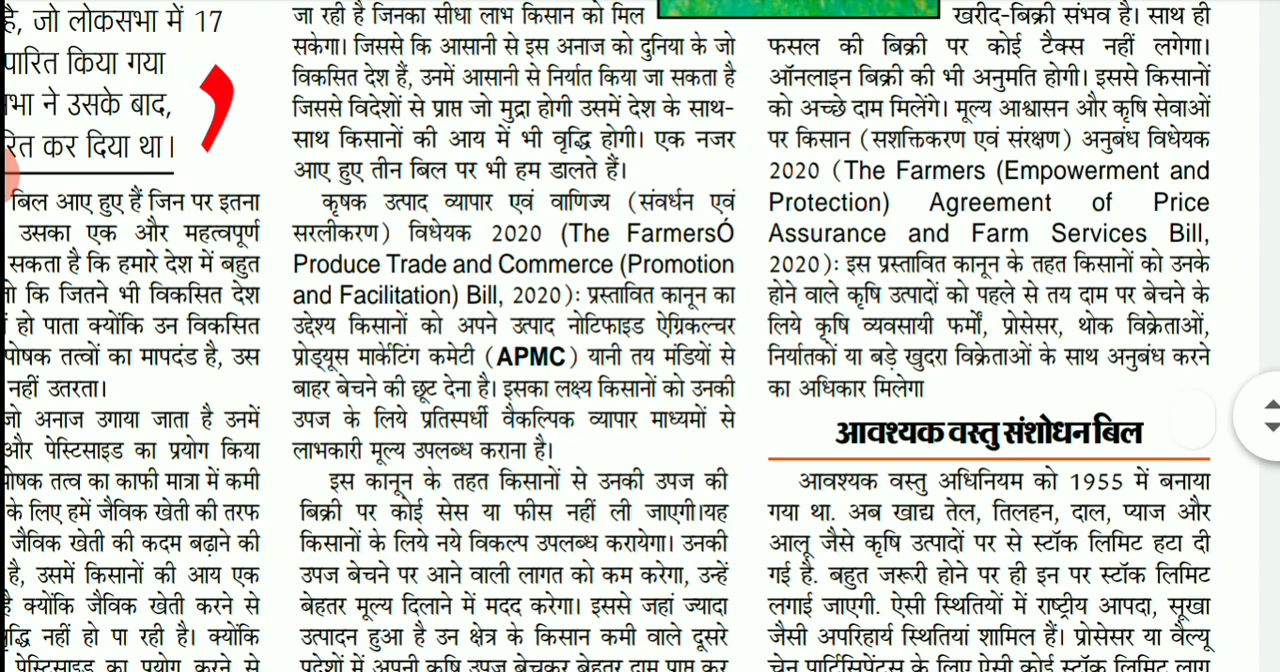 है, जो लोकसभा में 17
पारित किया गया
भा ने उसके बाद,
रित कर दिया था।
बिल आए हुए हैं जिन पर इतना
उसका एक और महत्वपूर्ण
सकता है कि हमारे देश में बहुत
कि जितने भी विकसित देश
हो पाता क्योंकि उन विकसित
पोषक तत्वों का मापदंड है, उस
नहीं उतरता।
जो अनाज उगाया जाता है उनमें
और पेस्टिसाइड का प्रयोग किया
पोषक तत्व का काफी मात्रा में कमी
के लिए हमें जैविक खेती की तरफ
जैविक खेती की कदम बढ़ाने की
है, उसमें किसानों की आय एक
है क्योंकि जैविक खेती करने से
वृद्धि नहीं हो पा रही है। क्योंकि
पेस्टिसाइड का प्रयोग करने से
जा रही है जिनका सीधा लाभ किसान को मिल
सकेगा। जिससे कि आसानी से इस अनाज को दुनिया के जो
विकसित देश हैं, उनमें आसानी से निर्यात किया जा सकता है
जिससे विदेशों से प्राप्त जो मुद्रा होगी उसमें देश के साथ-
साथ किसानों की आय में भी वृद्धि होगी। एक नजर
आए हुए तीन बिल पर भी हम डालते हैं।
कृषक उत्पाद व्यापार एवं वाणिज्य (संवर्धन एवं
सरलीकरण) विधेयक 2020 (The FarmersÓ
Produce Trade and Commerce (Promotion
and Facilitation) Bill, 2020): प्रस्तावित कानून का
उद्देश्य किसानों को अपने उत्पाद नोटिफाइड ऐग्रिकल्चर
प्रोड्यूस मार्केटिंग कमेटी (APMC) यानी तय मंडियों से
बाहर बेचने की छूट देना है। इसका लक्ष्य किसानों को उनकी
उपज के लिये प्रतिस्पर्धी वैकल्पिक व्यापार माध्यमों से
लाभकारी मूल्य उपलब्ध कराना है।
इस कानून के तहत किसानों से उनकी उपज की
बिक्री पर कोई सेस या फीस नहीं ली जाएगी।यह
किसानों के लिये नये विकल्प उपलब्ध करायेगा। उनकी
उपज बेचने पर आने वाली लागत को कम करेगा, उन्हें
बेहतर मूल्य दिलाने में मदद करेगा। इससे जहां ज्यादा
उत्पादन हुआ है उन क्षेत्र के किसान कमी वाले दूसरे
प्रदेशों में अपनी कृषि उपज बेचकर बेहतर दाम प्राप्त कर
खरीद-बिक्री संभव है। साथ ही
फसल की बिक्री पर कोई टैक्स नहीं लगेगा।
ऑनलाइन बिक्री की भी अनुमति होगी। इससे किसानों
को अच्छे दाम मिलेंगे। मूल्य आश्वासन और कृषि सेवाओं
पर किसान (सशक्तिकरण एवं संरक्षण) अनुबंध विधेयक
2020 (The Farmers (Empowerment and
Protection) Agreement of Price
Assurance and Farm Services Bill,
2020): इस प्रस्तावित कानून के तहत किसानों को उनके
होने वाले कृषि उत्पादों को पहले से तय दाम पर बेचने के
लिये कृषि व्यवसायी फर्मों, प्रोसेसर, थोक विक्रेताओं,
निर्यातकों या बड़े खुदरा विक्रेताओं के साथ अनुबंध करने
का अधिकार मिलेगा
आवश्यक वस्तु संशोधन बिल
आवश्यक वस्तु अधिनियम को 1955 में बनाया
गया था. अब खाद्य तेल, तिलहन, दाल, प्याज और
आलू जैसे कृषि उत्पादों पर से स्टॉक लिमिट हटा दी
गई है. बहुत जरूरी होने पर ही इन पर स्टॉक लिमिट
लगाई जाएगी. ऐसी स्थितियों में राष्ट्रीय आपदा, सूखा
जैसी अपरिहार्य स्थितियां शामिल हैं। प्रोसेसर या वैल्यू
चेन पार्टिसिपेंट्स के लिए ऐसी कोई स्टॉक लिमिट लागू